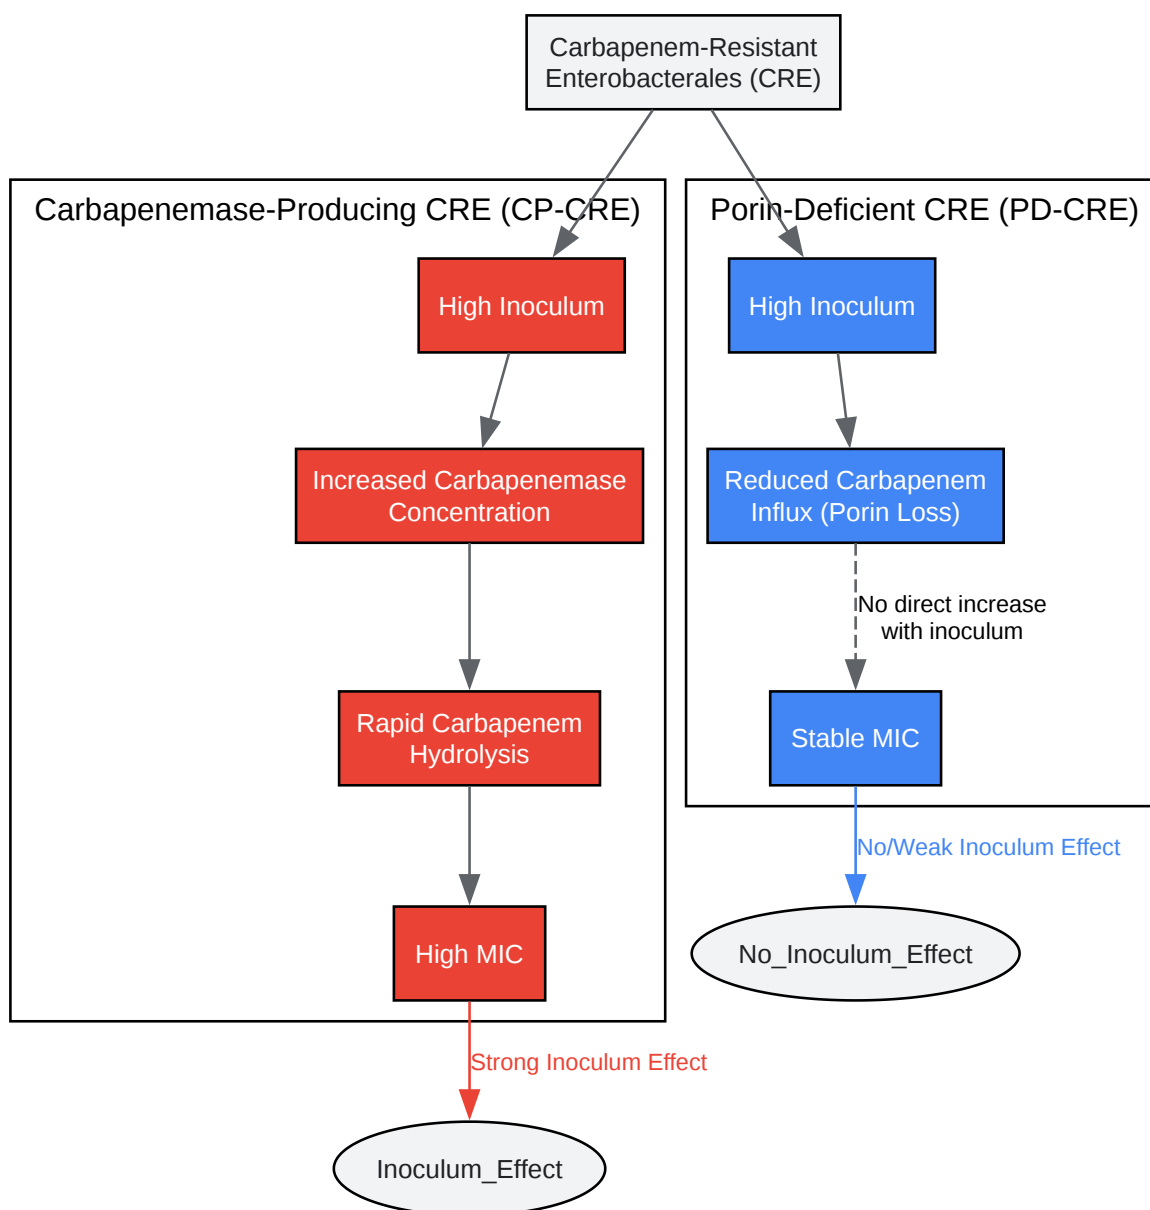 Carbapenem-Resistant
Enterobacterales (CRE)
Carbapenemase-Producing CRE (CP-CRE)
High Inoculum
Increased Carbapenemase
Concentration
Rapid Carbapenem
Hydrolysis
High MIC
Strong Inoculum Effect
Inoculum_Effect
Porin-Deficient CRE (PD-CRE)
High Inoculum
Reduced Carbapenem
Influx (Porin Loss)
No direct increase
with inoculum
Stable MIC
No/Weak Inoculum Effect
No_Inoculum_Effect